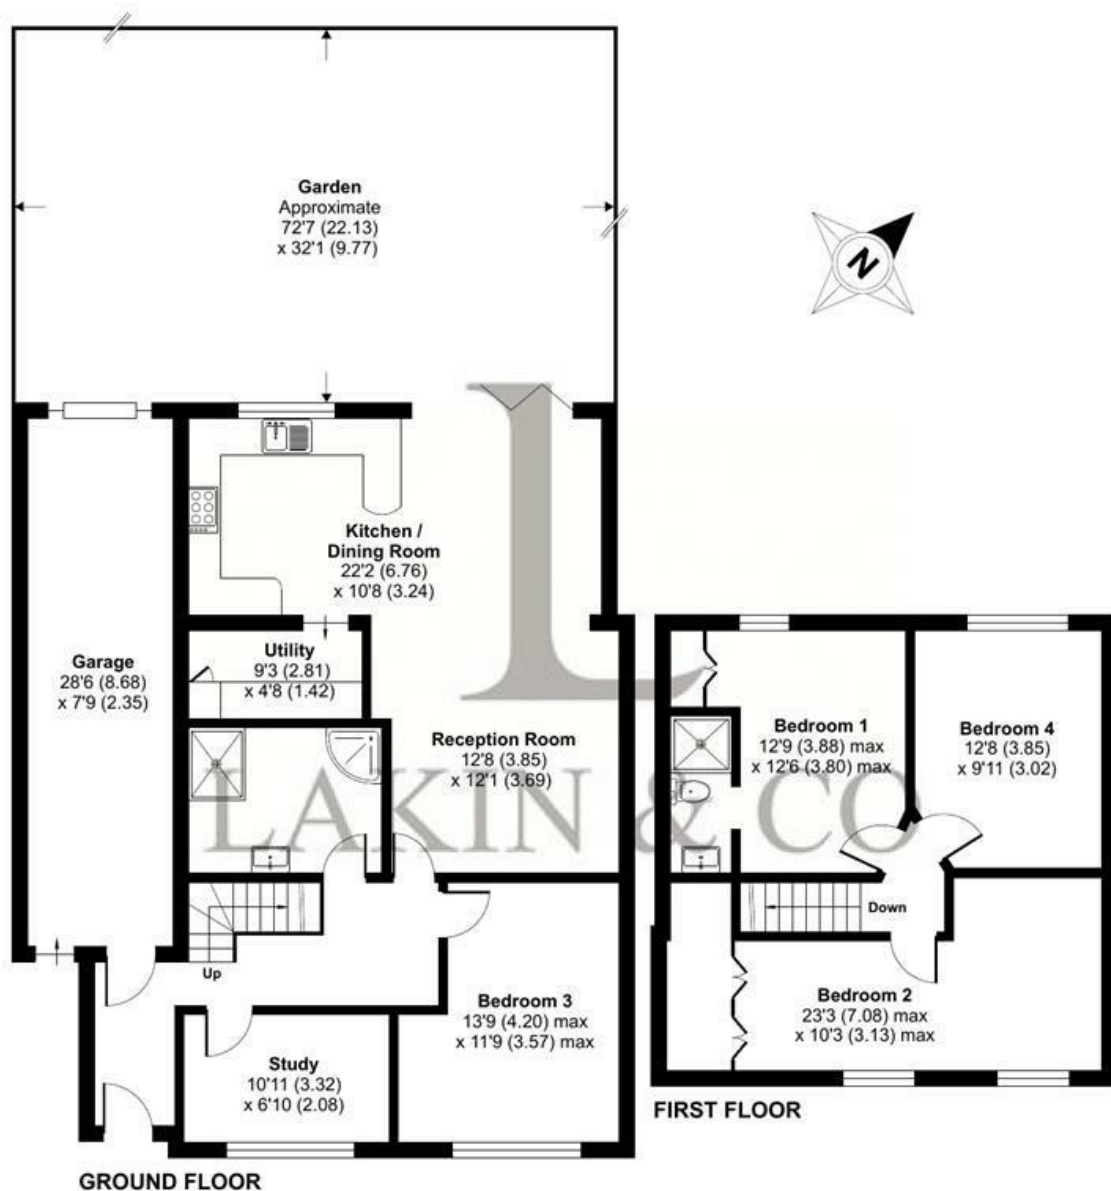 Garden
Approximate
72'7 (22.13)
x 32'1 (9.77)
N
Kitchen /
Dining Room
22'2 (6.76)
x 10'8 (3.24)
Utility
9'3 (2.81)
x 4'8 (1.42)
Garage
28'6 (8.68)
x 7'9 (2.35)
Reception Room
12'8 (3.85)
x 12'1 (3.69)
L
LAKIN & CO
Bedroom 1
12'9 (3.88) max
x 12'6 (3.80) max
Bedroom 4
12'8 (3.85)
x 9'11 (3.02)
Down
Up
Bedroom 3
13'9 (4.20) max
x 11'9 (3.57) max
Bedroom 2
23'3 (7.08) max
x 10'3 (3.13) max
Study
10'11 (3.32)
x 6'10 (2.08)
FIRST FLOOR
GROUND FLOOR